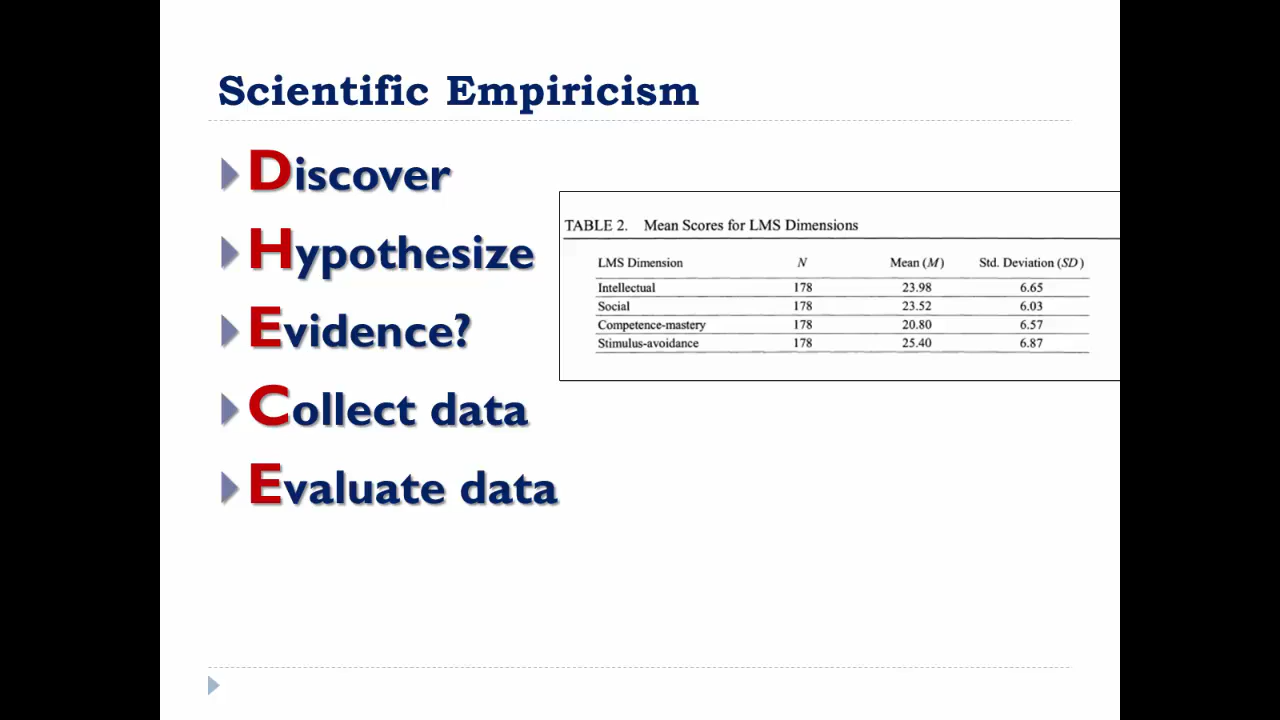 Scientific Empiricism
Discover
Hypothesize
Evidence?
Collect data
Evaluate data
TABLE 2. Mean Scores for LMS Dimensions
LMS Dimension N Mean (M) Std. Deviation (SD)
Intellectual 178 23.98 6.65
Social 178 23.52 6.03
Competence-mastery 178 20.80 6.57
Stimulus-avoidance 178 25.40 6.87